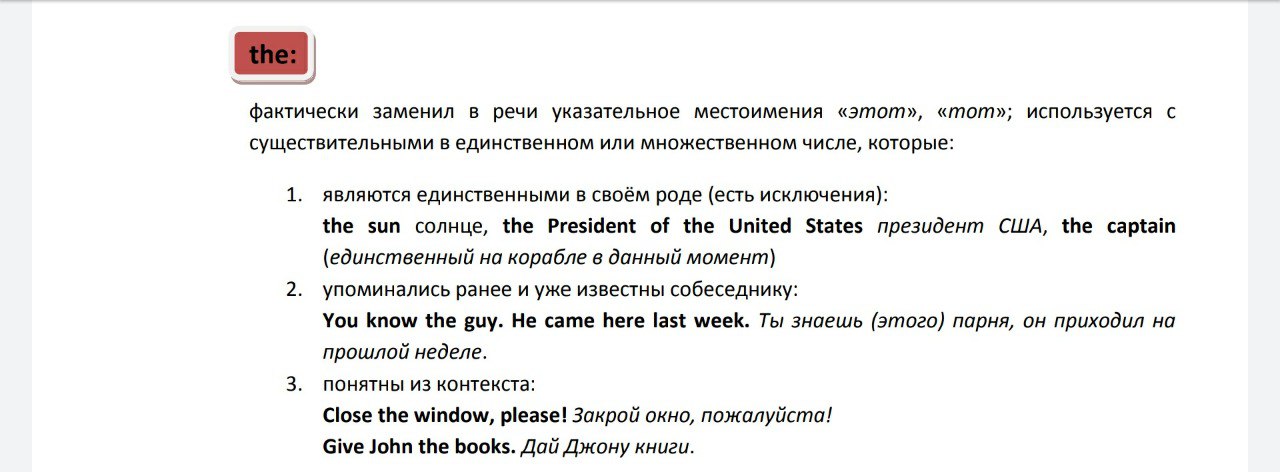 the:
фактически заменил в речи указательное местоимения «этот», «тот»; используется с
существительными в единственном или множественном числе, которые:
1. являются единственными в своём роде (есть исключения):
the sun солнце, the President of the United States президент США, the captain
(единственный на корабле в данный момент)
2. упоминались ранее и уже известны собеседнику:
You know the guy. He came here last week. Ты знаешь (этого) парня, он приходил на
прошлой неделе.
3. понятны из контекста:
Close the window, please! Закрой окно, пожалуйста!
Give John the books. Дай Джону книги.